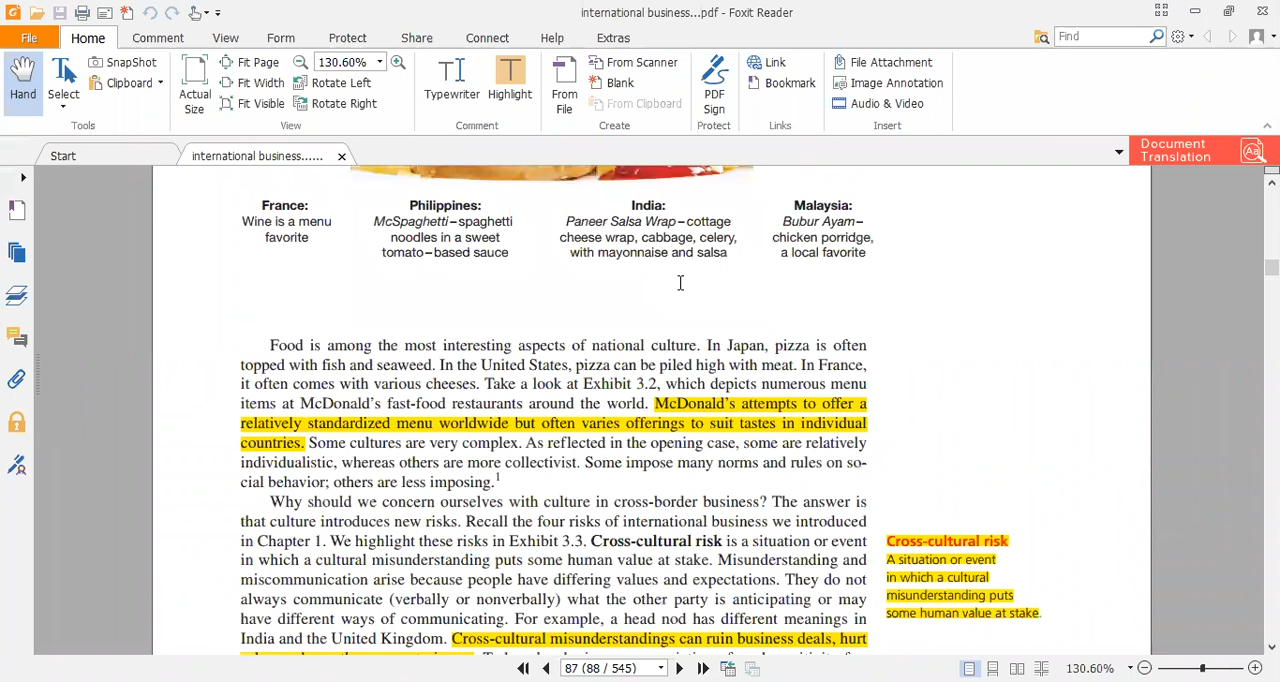 international business...pdf - Foxit Reader
File
Home
Comment
View
Form
Protect
Share
Connect
Help
Extras
Find
Hand
Select
SnapShot
Clipboard
Tools
Actual Size
Fit Page
Fit Width
Fit Visible
130.60%
Rotate Left
Rotate Right
View
Typewriter
Highlight
Comment
From File
From Scanner
Blank
From Clipboard
Create
PDF Sign
Protect
Link
Bookmark
Links
File Attachment
Image Annotation
Audio & Video
Insert
Start
international business......
Document
Translation
France:
Wine is a menu
favorite
Philippines:
McSpaghetti–spaghetti
noodles in a sweet
tomato–based sauce
India:
Paneer Salsa Wrap–cottage
cheese wrap, cabbage, celery,
with mayonnaise and salsa
Malaysia:
Bubur Ayam–
chicken porridge,
a local favorite
Food is among the most interesting aspects of national culture. In Japan, pizza is often
topped with fish and seaweed. In the United States, pizza can be piled high with meat. In France,
it often comes with various cheeses. Take a look at Exhibit 3.2, which depicts numerous menu
items at McDonald's fast-food restaurants around the world. McDonald's attempts to offer a
relatively standardized menu worldwide but often varies offerings to suit tastes in individual
countries. Some cultures are very complex. As reflected in the opening case, some are relatively
individualistic, whereas others are more collectivist. Some impose many norms and rules on so-
cial behavior; others are less imposing.1
Why should we concern ourselves with culture in cross-border business? The answer is
that culture introduces new risks. Recall the four risks of international business we introduced
in Chapter 1. We highlight these risks in Exhibit 3.3. Cross-cultural risk is a situation or event
in which a cultural misunderstanding puts some human value at stake. Misunderstanding and
miscommunication arise because people have differing values and expectations. They do not
always communicate (verbally or nonverbally) what the other party is anticipating or may
have different ways of communicating. For example, a head nod has different meanings in
India and the United Kingdom. Cross-cultural misunderstandings can ruin business deals, hurt
Cross-cultural risk
A situation or event
in which a cultural
misunderstanding puts
some human value at stake.
87 (88 / 545)
130.60%